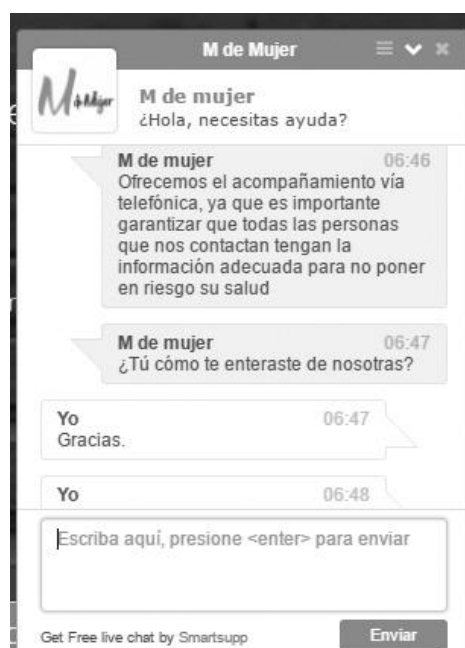 M de Mujer
M de Mujer
M de mujer
¿Hola, necesitas ayuda?
M de mujer 06:46
Ofrecemos el acompañamiento vía
telefónica, ya que es importante
garantizar que todas las personas
que nos contactan tengan la
información adecuada para no poner
en riesgo su salud
M de mujer 06:47
¿Tú cómo te enteraste de nosotras?
Yo 06:47
Gracias.
Yo 06:48
Escriba aquí, presione <enter> para enviar
Get Free live chat by Smartsupp
Enviar